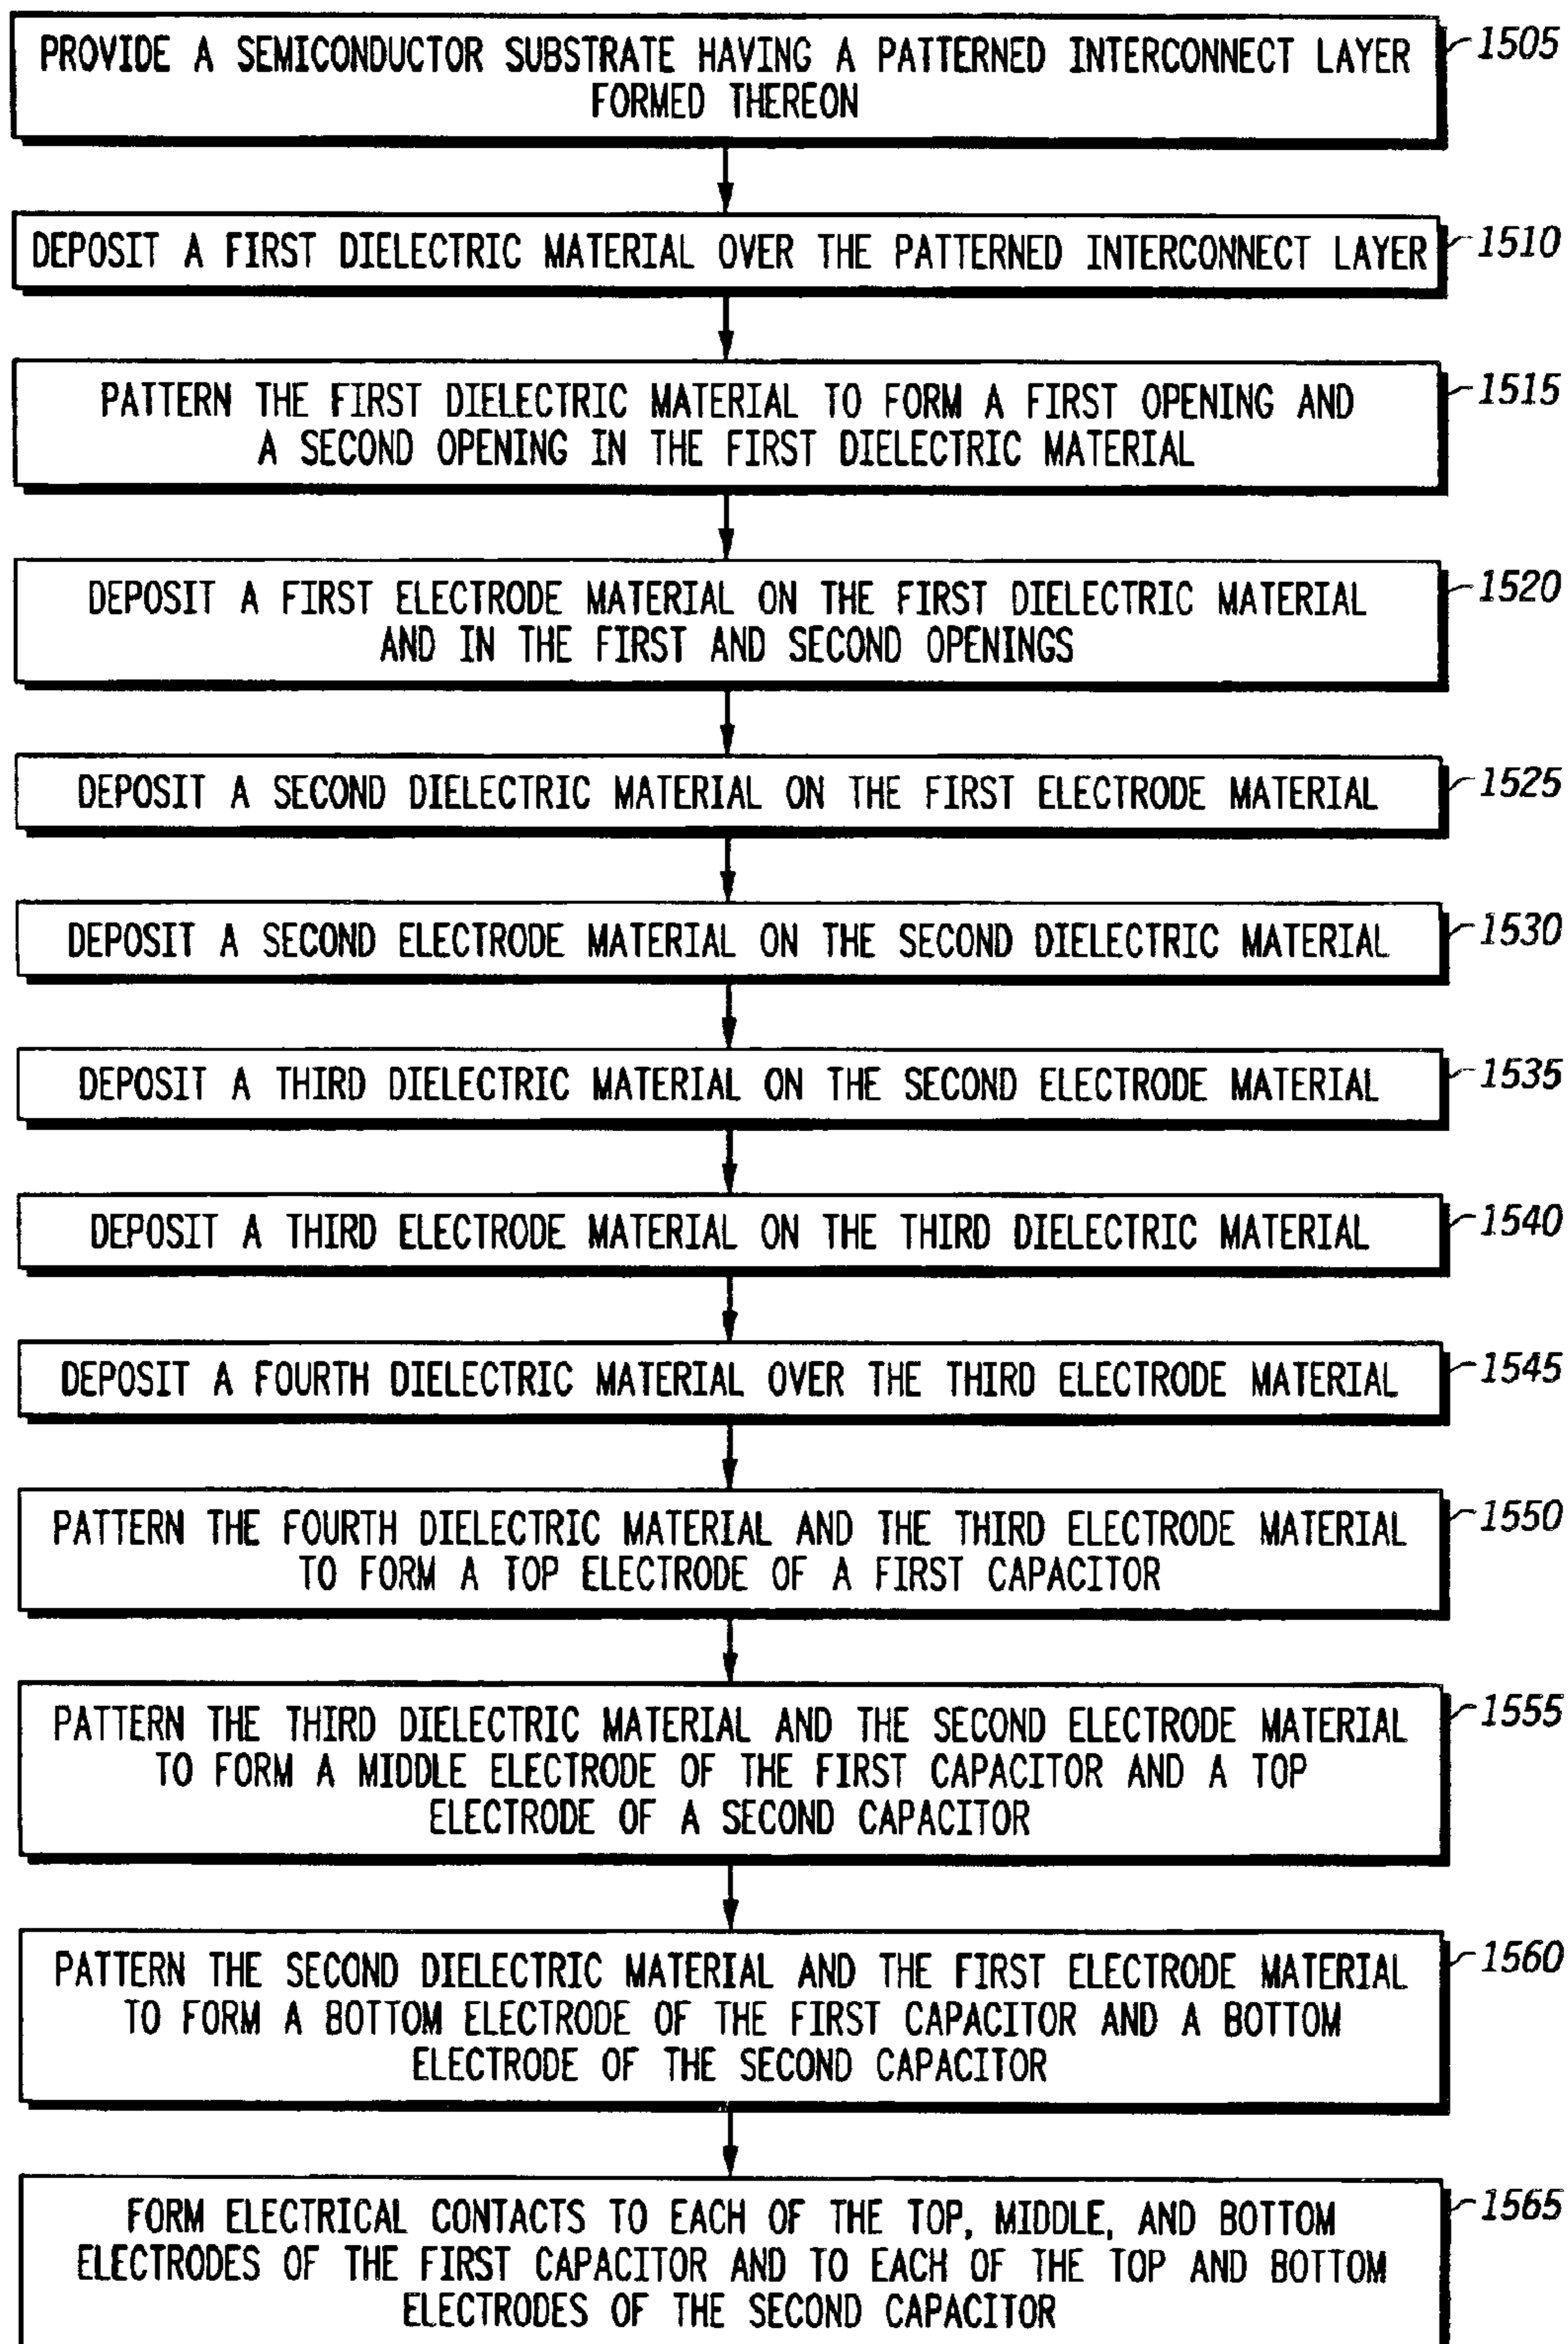 PROVIDE A SEMICONDUCTOR SUBSTRATE HAVING A PATTERNED INTERCONNECT LAYER
FORMED THEREON
1505
DEPOSIT A FIRST DIELECTRIC MATERIAL OVER THE PATTERNED INTERCONNECT LAYER
1510
PATTERN THE FIRST DIELECTRIC MATERIAL TO FORM A FIRST OPENING AND
A SECOND OPENING IN THE FIRST DIELECTRIC MATERIAL
1515
DEPOSIT A FIRST ELECTRODE MATERIAL ON THE FIRST DIELECTRIC MATERIAL
AND IN THE FIRST AND SECOND OPENINGS
1520
DEPOSIT A SECOND DIELECTRIC MATERIAL ON THE FIRST ELECTRODE MATERIAL
1525
DEPOSIT A SECOND ELECTRODE MATERIAL ON THE SECOND DIELECTRIC MATERIAL
1530
DEPOSIT A THIRD DIELECTRIC MATERIAL ON THE SECOND ELECTRODE MATERIAL
1535
DEPOSIT A THIRD ELECTRODE MATERIAL ON THE THIRD DIELECTRIC MATERIAL
1540
DEPOSIT A FOURTH DIELECTRIC MATERIAL OVER THE THIRD ELECTRODE MATERIAL
1545
PATTERN THE FOURTH DIELECTRIC MATERIAL AND THE THIRD ELECTRODE MATERIAL
TO FORM A TOP ELECTRODE OF A FIRST CAPACITOR
1550
PATTERN THE THIRD DIELECTRIC MATERIAL AND THE SECOND ELECTRODE MATERIAL
TO FORM A MIDDLE ELECTRODE OF THE FIRST CAPACITOR AND A TOP
ELECTRODE OF A SECOND CAPACITOR
1555
PATTERN THE SECOND DIELECTRIC MATERIAL AND THE FIRST ELECTRODE MATERIAL
TO FORM A BOTTOM ELECTRODE OF THE FIRST CAPACITOR AND A BOTTOM
ELECTRODE OF THE SECOND CAPACITOR
1560
FORM ELECTRICAL CONTACTS TO EACH OF THE TOP, MIDDLE, AND BOTTOM
ELECTRODES OF THE FIRST CAPACITOR AND TO EACH OF THE TOP AND BOTTOM
ELECTRODES OF THE SECOND CAPACITOR
1565